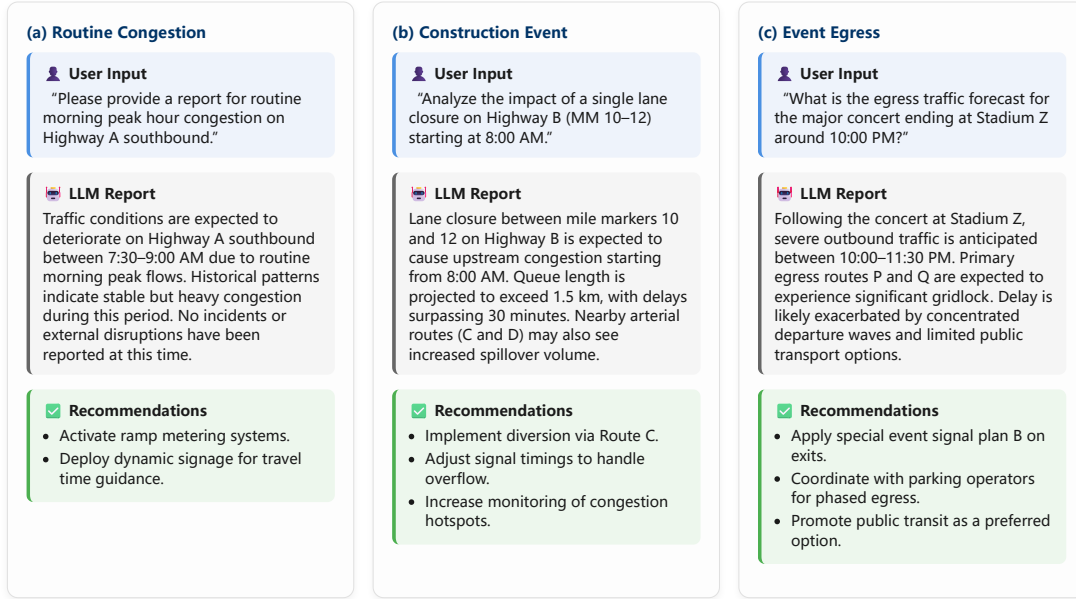 (a) Routine Congestion
User Input
“Please provide a report for routine
morning peak hour congestion on
Highway A southbound.”
LLM Report
Traffic conditions are expected to
deteriorate on Highway A southbound
between 7:30–9:00 AM due to routine
morning peak flows. Historical patterns
indicate stable but heavy congestion
during this period. No incidents or
external disruptions have been
reported at this time.
Recommendations
• Activate ramp metering systems.
• Deploy dynamic signage for travel
time guidance.
(b) Construction Event
User Input
“Analyze the impact of a single lane
closure on Highway B (MM 10–12)
starting at 8:00 AM.”
LLM Report
Lane closure between mile markers 10
and 12 on Highway B is expected to
cause upstream congestion starting
from 8:00 AM. Queue length is
projected to exceed 1.5 km, with delays
surpassing 30 minutes. Nearby arterial
routes (C and D) may also see
increased spillover volume.
Recommendations
• Implement diversion via Route C.
• Adjust signal timings to handle
overflow.
• Increase monitoring of congestion
hotspots.
(c) Event Egress
User Input
“What is the egress traffic forecast for
the major concert ending at Stadium Z
around 10:00 PM?”
LLM Report
Following the concert at Stadium Z,
severe outbound traffic is anticipated
between 10:00–11:30 PM. Primary
egress routes P and Q are expected to
experience significant gridlock. Delay is
likely exacerbated by concentrated
departure waves and limited public
transport options.
Recommendations
• Apply special event signal plan B on
exits.
• Coordinate with parking operators
for phased egress.
• Promote public transit as a preferred
option.